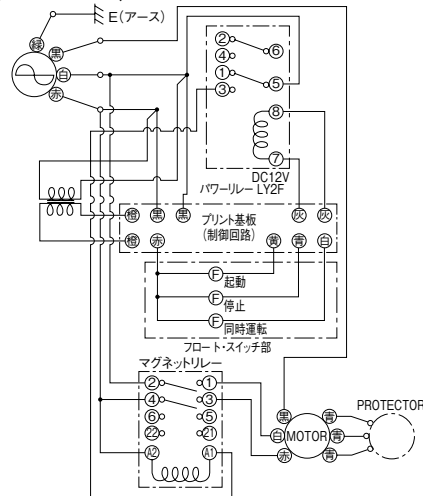 E(アース)
緑
黒
白
赤
② ⑥
④
① ⑤
③
⑧
⑦
DC12V
パワーリレー LY2F
橙 黒 黒 灰 灰
プリント基板
(制御回路)
橙 赤 黄 青 白
F 起動
F 停止
F 同時運転
フロート・スイッチ部
マグネットリレー
② ①
④ ③
⑥ ⑤
22 21
A2 A1
PROTECTOR
黒 青
白 MOTOR 青
赤 青